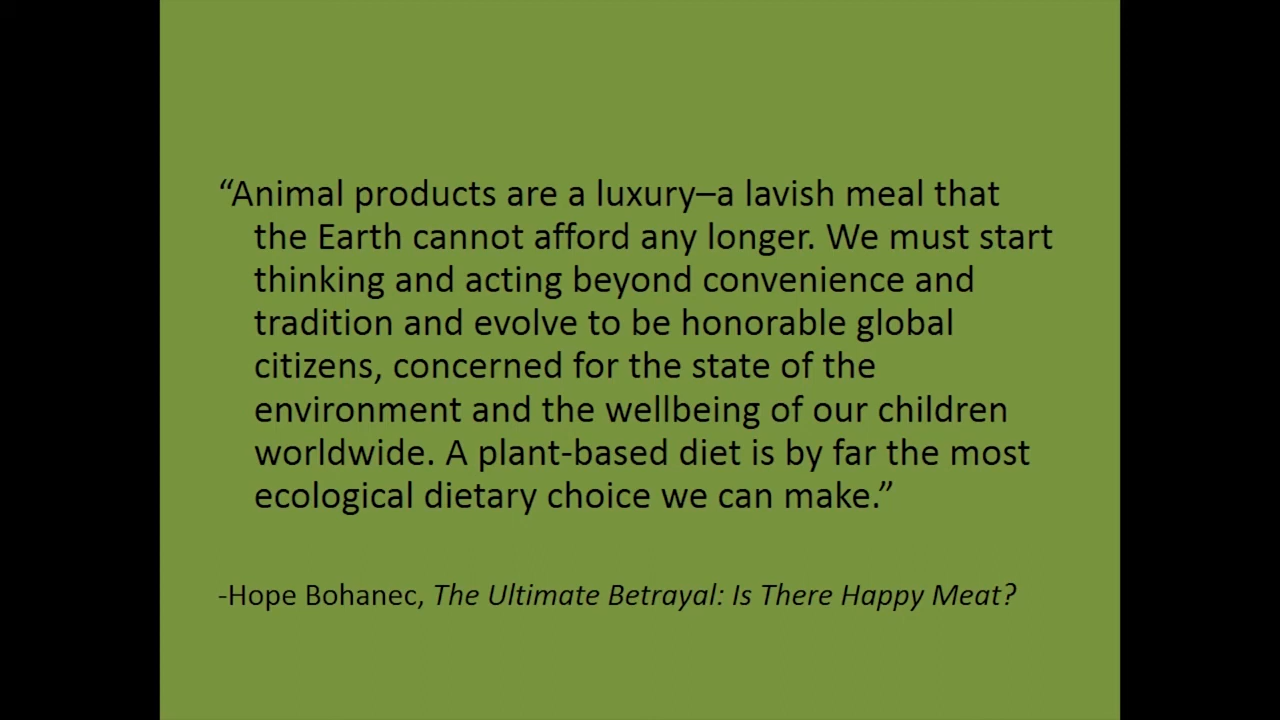 “Animal products are a luxury–a lavish meal that
the Earth cannot afford any longer. We must start
thinking and acting beyond convenience and
tradition and evolve to be honorable global
citizens, concerned for the state of the
environment and the wellbeing of our children
worldwide. A plant-based diet is by far the most
ecological dietary choice we can make.”
-Hope Bohanec, The Ultimate Betrayal: Is There Happy Meat?